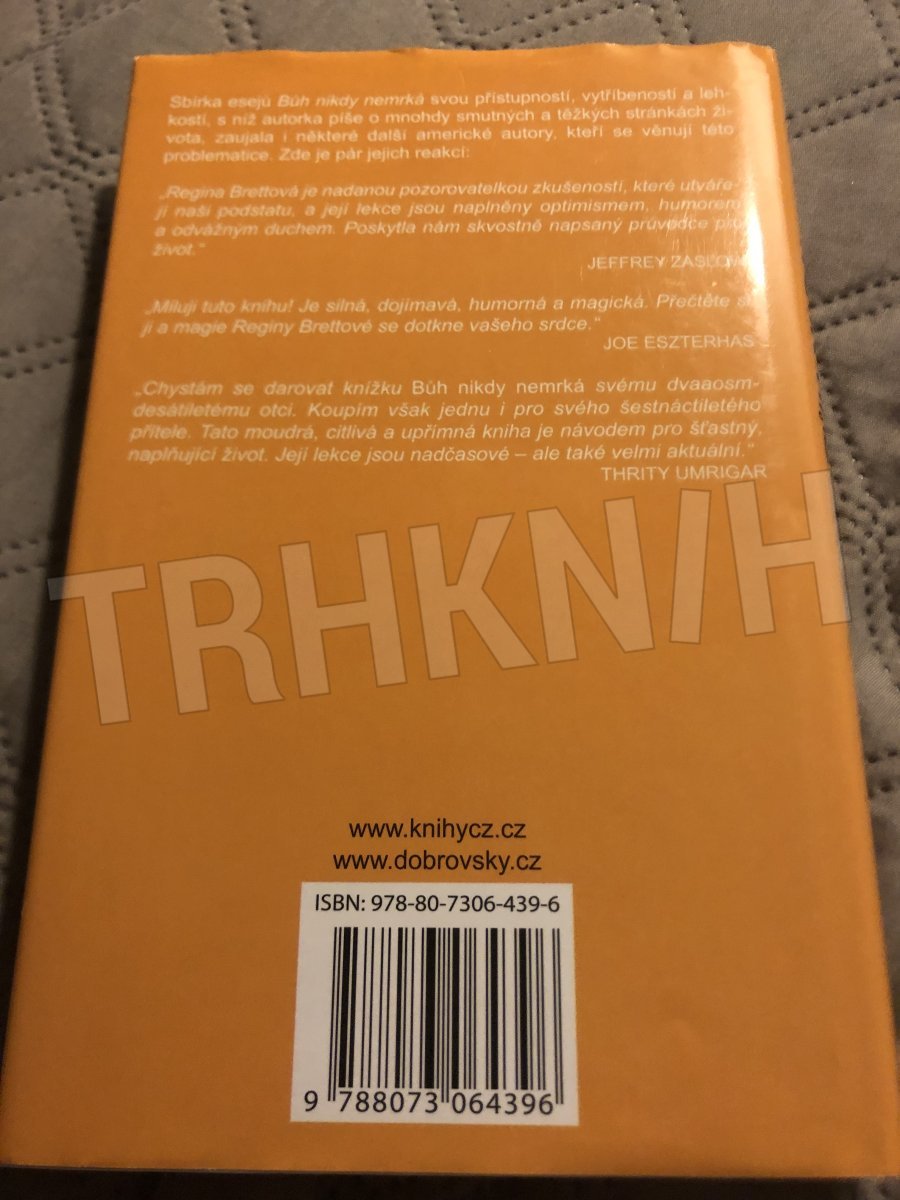 Sbírka esejů Bůh nikdy nemrká svou přístupností, vytříbeností a leh-
kostí, s níž autorka píše o mnohdy smutných a těžkých stránkách ži-
vota, zaujala i některé další americké autory, kteří se věnují této
problematice. Zde je pár jejich reakcí:
„Regina Brettová je nadanou pozorovatelkou zkušeností, které utváře-
jí naši podstatu, a její lekce jsou naplněny optimismem, humorem
a odvážným duchem. Poskytla nám skvostně napsaný průvodce pro
život.“
JEFFREY ZASLOW
„Miluji tuto knihu! Je silná, dojímavá, humorná a magická. Přečtěte si
ji a magie Reginy Brettové se dotkne vašeho srdce.“
JOE ESZTERHAS
„Chystám se darovat knížku Bůh nikdy nemrká svému dvaaosm-
desátiletému otci. Koupím však jednu i pro svého šestnáctiletého
přítele. Tato moudrá, citlivá a upřímná kniha je návodem pro šťastný,
naplňující život. Její lekce jsou nadčasové – ale také velmi aktuální.“
THRITY UMRIGAR
TRHKNIH
www.knihycz.cz
www.dobrovsky.cz
ISBN: 978-80-7306-439-6
9 788073 064396